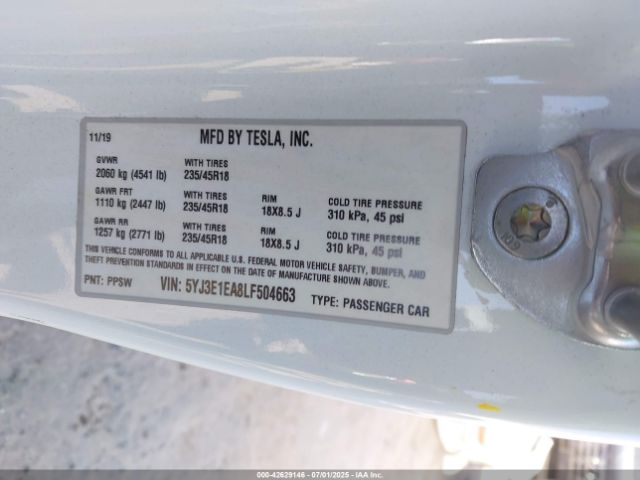 11/19 MFD BY TESLA, INC.
GVWR WITH TIRES
2060 kg (4541 lb) 235/45R18
GAWR FRT WITH TIRES RIM COLD TIRE PRESSURE
1110 kg (2447 lb) 235/45R18 18X8.5 J 310 kPa, 45 psi
GAWR RR WITH TIRES RIM COLD TIRE PRESSURE
1257 kg (2771 lb) 235/45R18 18X8.5 J 310 kPa, 45 psi
THIS VEHICLE CONFORMS TO ALL APPLICABLE U.S. FEDERAL MOTOR VEHICLE SAFETY, BUMPER, AND
THEFT PREVENTION STANDARDS IN EFFECT ON THE DATE OF MANUFACTURE SHOWN ABOVE.
PNT: PPSW VIN: 5YJ3E1EA8LF504663 TYPE: PASSENGER CAR
000-42629146 - 07/01/2025 - IAA Inc.